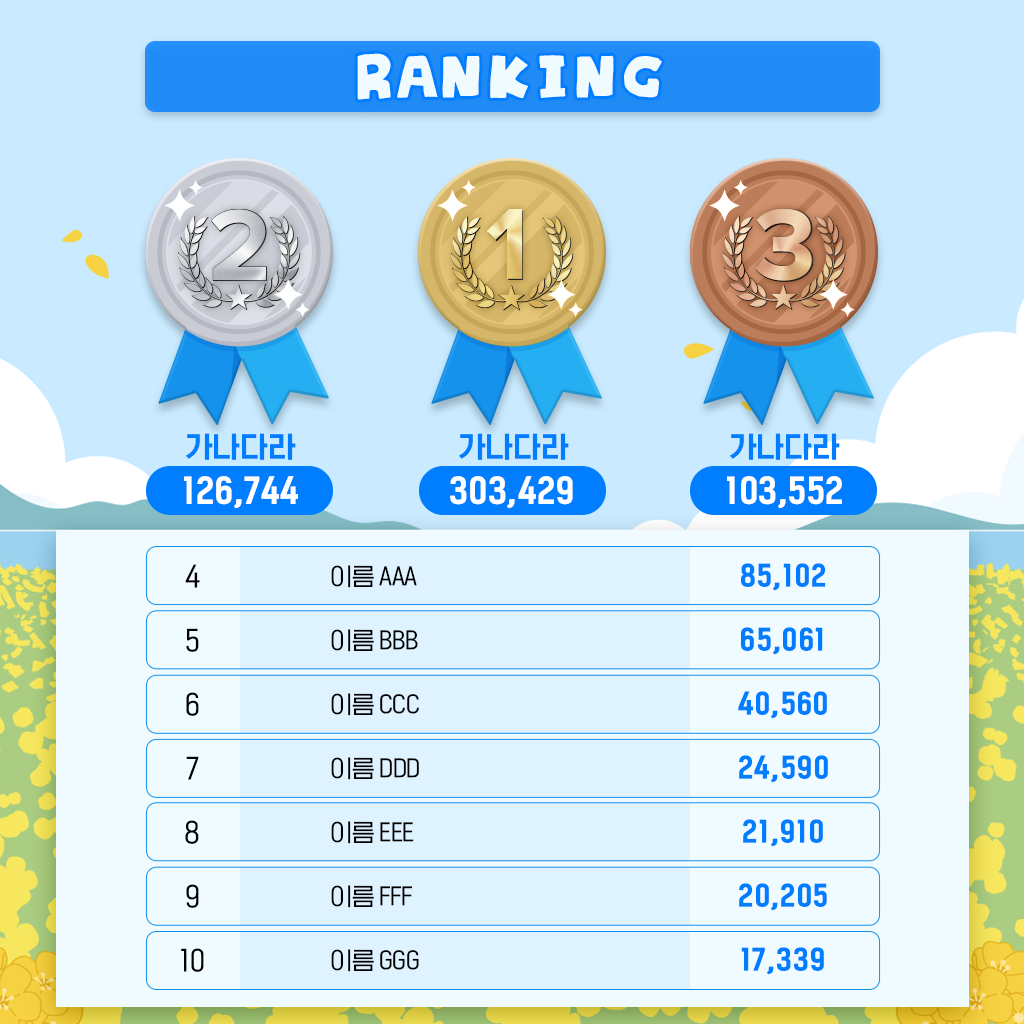 RANKING
2
1
3
가나다라
가나다라
가나다라
126,744
303,429
103,552
4 이름 AAA 85,102
5 이름 BBB 65,061
6 이름 CCC 40,560
7 이름 DDD 24,590
8 이름 EEE 21,910
9 이름 FFF 20,205
10 이름 GGG 17,339